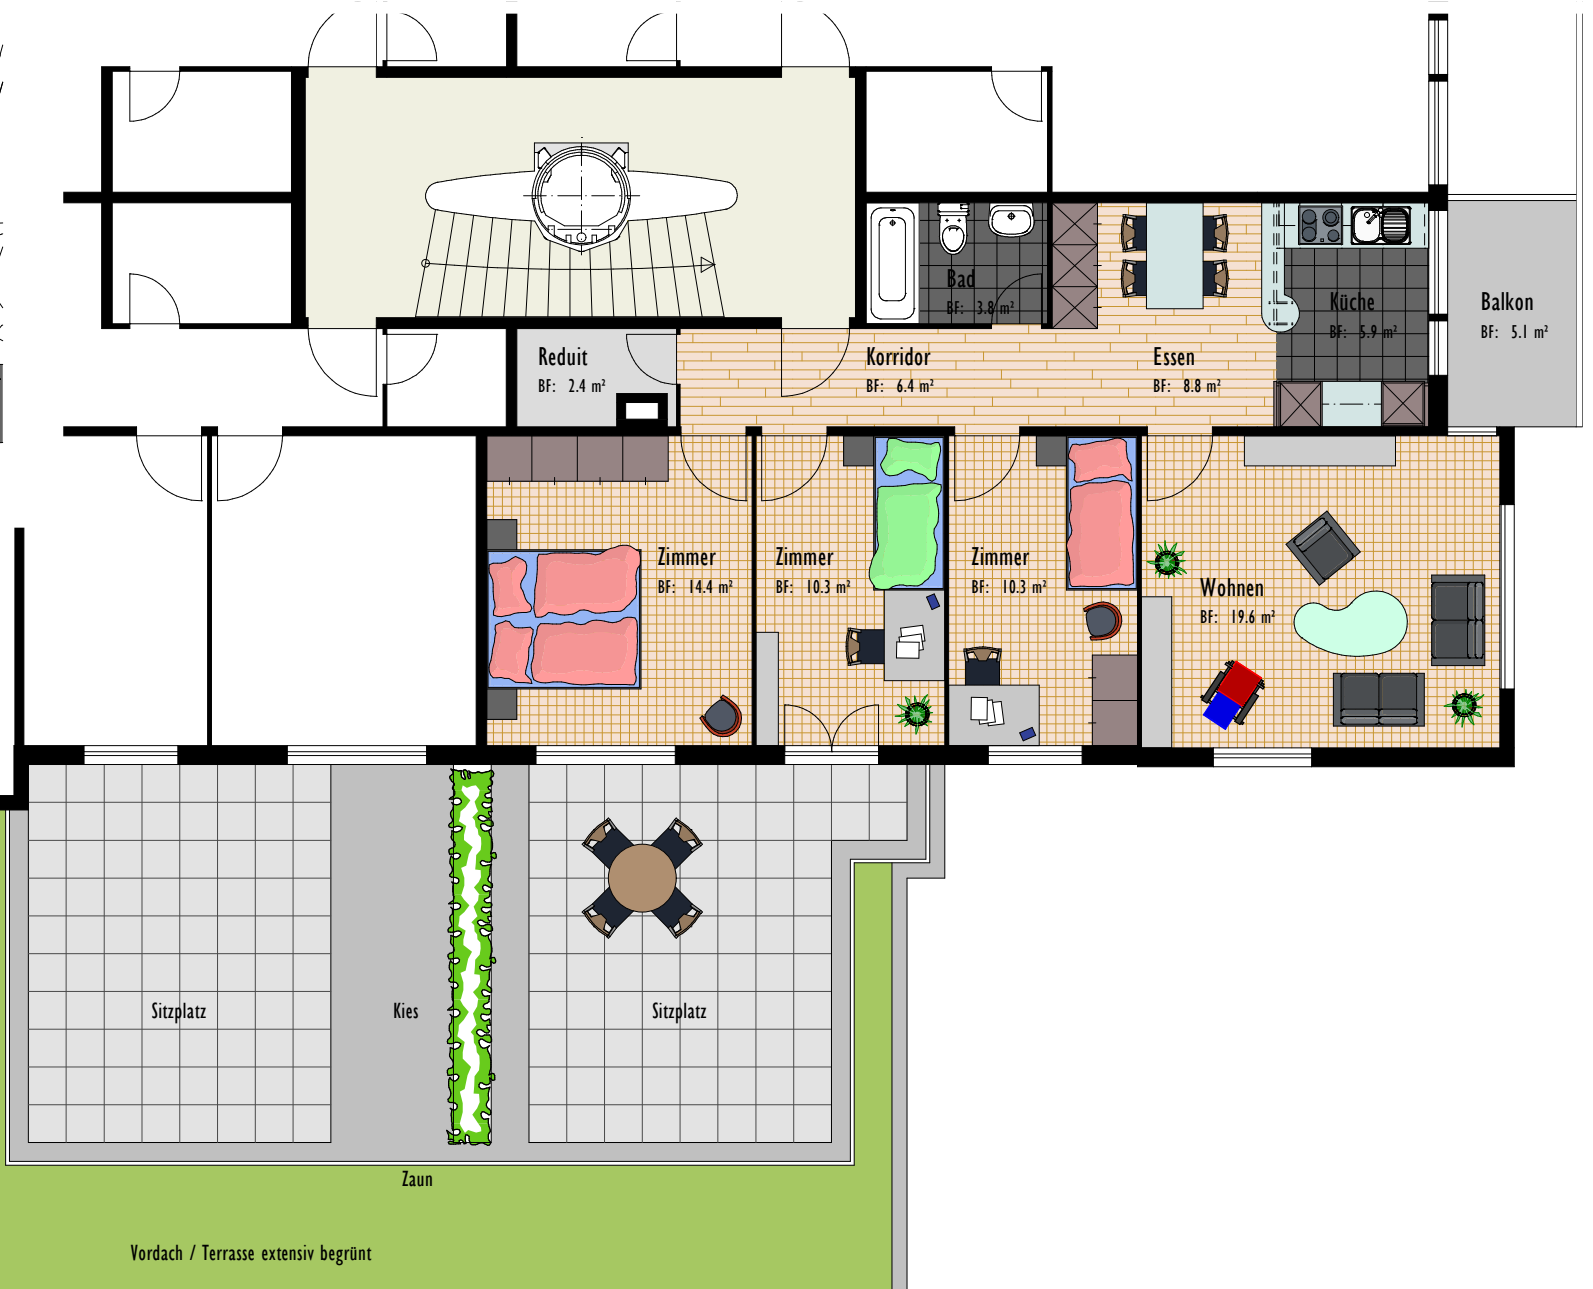 Bad
BF: 3.8 m²
Küche
BF: 5.9 m²
Balkon
BF: 5.1 m²
Reduit
BF: 2.4 m²
Korridor
BF: 6.4 m²
Essen
BF: 8.8 m²
Zimmer
BF: 14.4 m²
Zimmer
BF: 10.3 m²
Zimmer
BF: 10.3 m²
Wohnen
BF: 19.6 m²
Sitzplatz
Kies
Sitzplatz
Zaun
Vordach / Terrasse extensiv begrünt